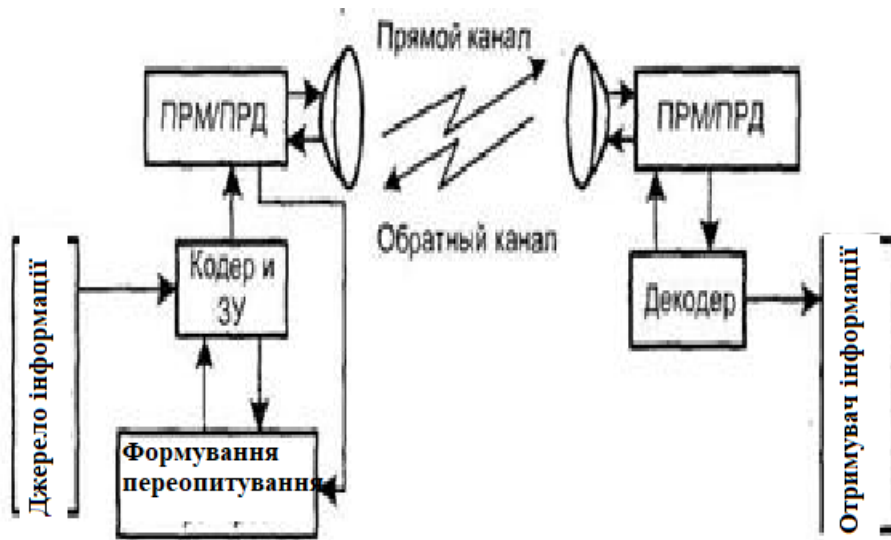 Прямой канал
ПРМ/ПРД
ПРМ/ПРД
Обратный канал
Кодер и
ЗУ
Декодер
Джерело інформації
Формування
переопитування
Отримувач інформації